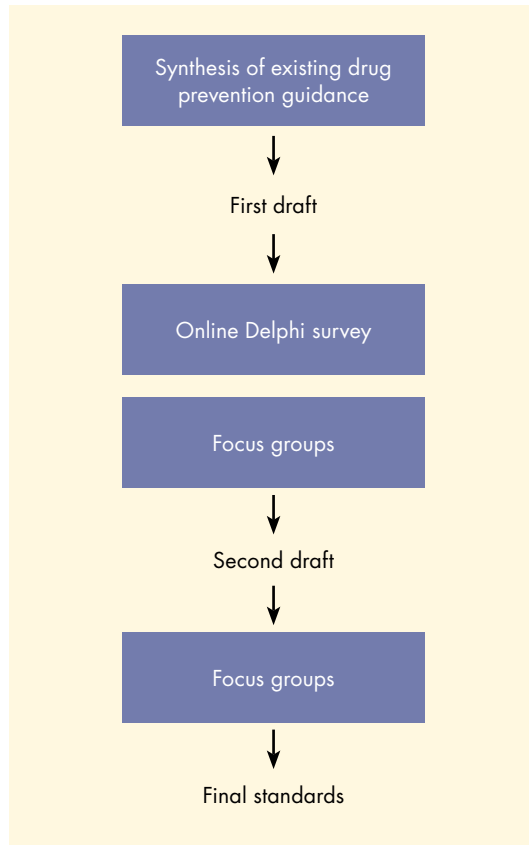 Synthesis of existing drug
prevention guidance
First draft
Online Delphi survey
Focus groups
Second draft
Focus groups
Final standards